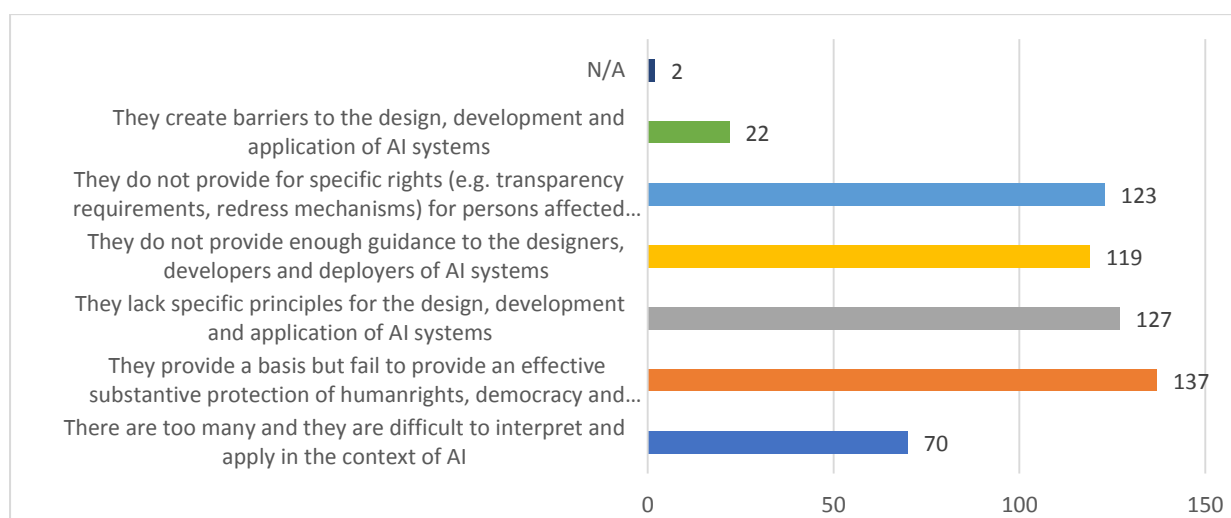 N/A
2
They create barriers to the design, development and
application of AI systems
22
They do not provide for specific rights (e.g. transparency
requirements, redress mechanisms) for persons affected…
123
They do not provide enough guidance to the designers,
developers and deployers of AI systems
119
They lack specific principles for the design, development
and application of AI systems
127
They provide a basis but fail to provide an effective
substantive protection of humanrights, democracy and…
137
There are too many and they are difficult to interpret and
apply in the context of AI
70
0 50 100 150